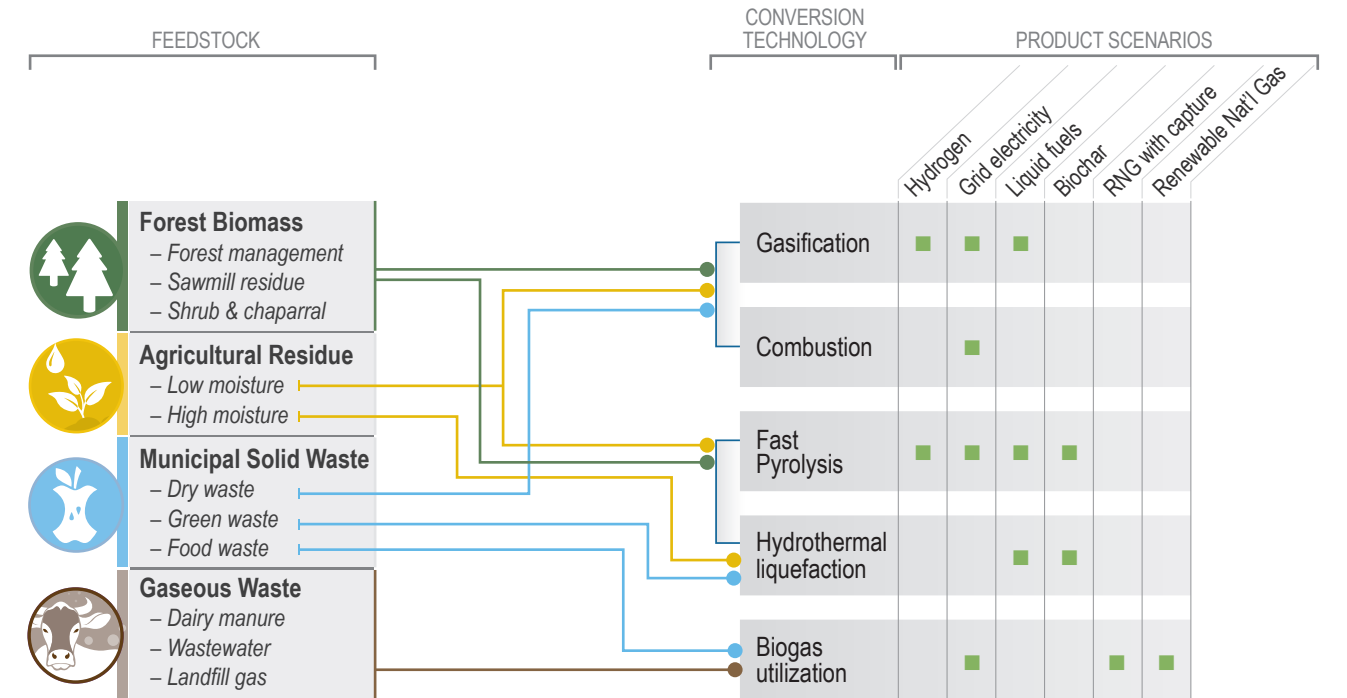 FEEDSTOCK
CONVERSION
TECHNOLOGY
PRODUCT SCENARIOS
Hydrogen
Grid electricity
Liquid fuels
Biochar
RNG with capture
Renewable Nat'l Gas
Forest Biomass
– Forest management
– Sawmill residue
– Shrub & chaparral
Agricultural Residue
– Low moisture
– High moisture
Municipal Solid Waste
– Dry waste
– Green waste
– Food waste
Gaseous Waste
– Dairy manure
– Wastewater
– Landfill gas
Gasification
Combustion
Fast
Pyrolysis
Hydrothermal
liquefaction
Biogas
utilization